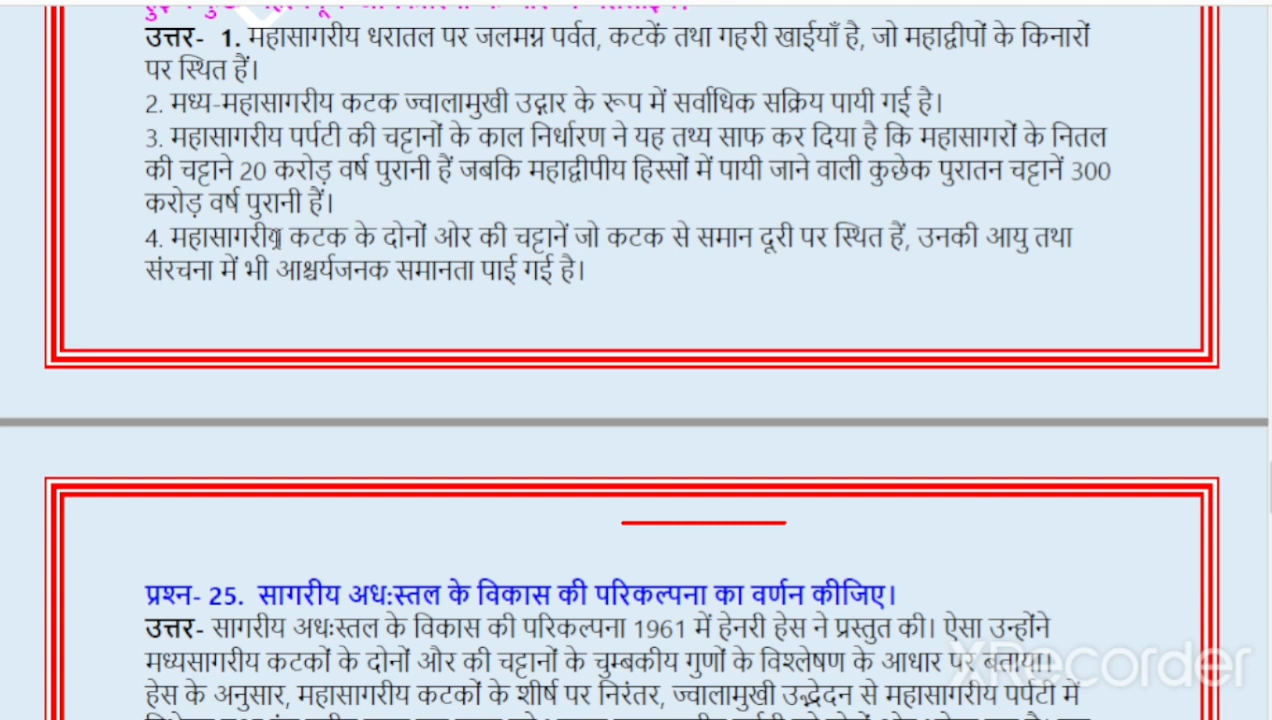 उत्तर- 1. महासागरीय धरातल पर जलमग्न पर्वत, कटकें तथा गहरी खाईयाँ है, जो महाद्वीपों के किनारों
पर स्थित हैं।
2. मध्य-महासागरीय कटक ज्वालामुखी उद्गार के रूप में सर्वाधिक सक्रिय पायी गई है।
3. महासागरीय पर्पटी की चट्टानों के काल निर्धारण ने यह तथ्य साफ कर दिया है कि महासागरों के नितल
की चट्टाने 20 करोड़ वर्ष पुरानी हैं जबकि महाद्वीपीय हिस्सों में पायी जाने वाली कुछेक पुरातन चट्टानें 300
करोड़ वर्ष पुरानी हैं।
4. महासागरीय कटक के दोनों ओर की चट्टानें जो कटक से समान दूरी पर स्थित हैं, उनकी आयु तथा
संरचना में भी आश्चर्यजनक समानता पाई गई है।
प्रश्न- 25. सागरीय अध:स्तल के विकास की परिकल्पना का वर्णन कीजिए।
उत्तर- सागरीय अधःस्तल के विकास की परिकल्पना 1961 में हेनरी हेस ने प्रस्तुत की। ऐसा उन्होंने
मध्यसागरीय कटकों के दोनों और की चट्टानों के चुम्बकीय गुणों के विश्लेषण के आधार पर बताया।
हेस के अनुसार, महासागरीय कटकों के शीर्ष पर निरंतर, ज्वालामुखी उद्भेदन से महासागरीय पर्पटी में
XRecorder